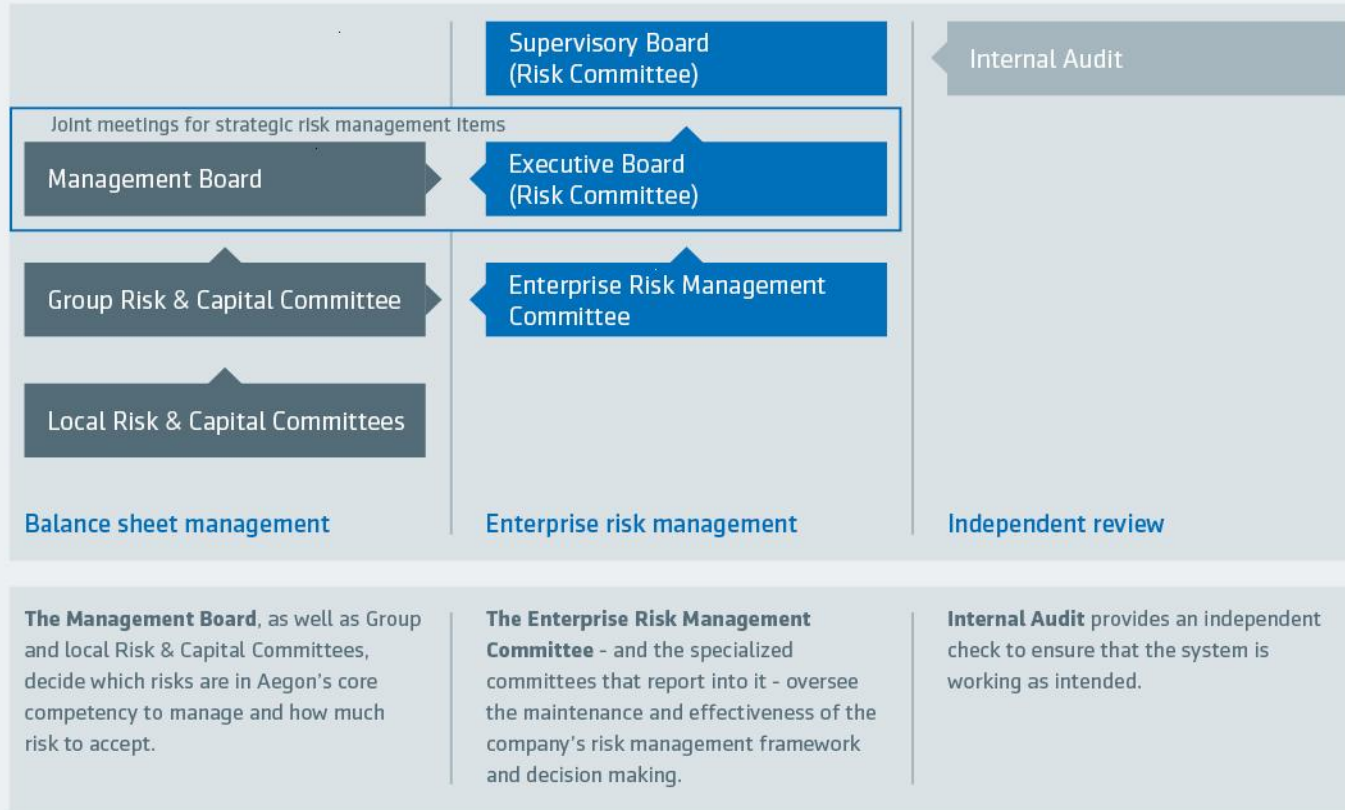 Supervisory Board
(Risk Committee)
Internal Audit
Joint meetings for strategic risk management items
Management Board
Executive Board
(Risk Committee)
Group Risk & Capital Committee
Enterprise Risk Management
Committee
Local Risk & Capital Committees
Balance sheet management
Enterprise risk management
Independent review
The Management Board, as well as Group
and local Risk & Capital Committees,
decide which risks are in Aegon's core
competency to manage and how much
risk to accept.
The Enterprise Risk Management
Committee - and the specialized
committees that report into it - oversee
the maintenance and effectiveness of the
company's risk management framework
and decision making.
Internal Audit provides an independent
check to ensure that the system is
working as intended.